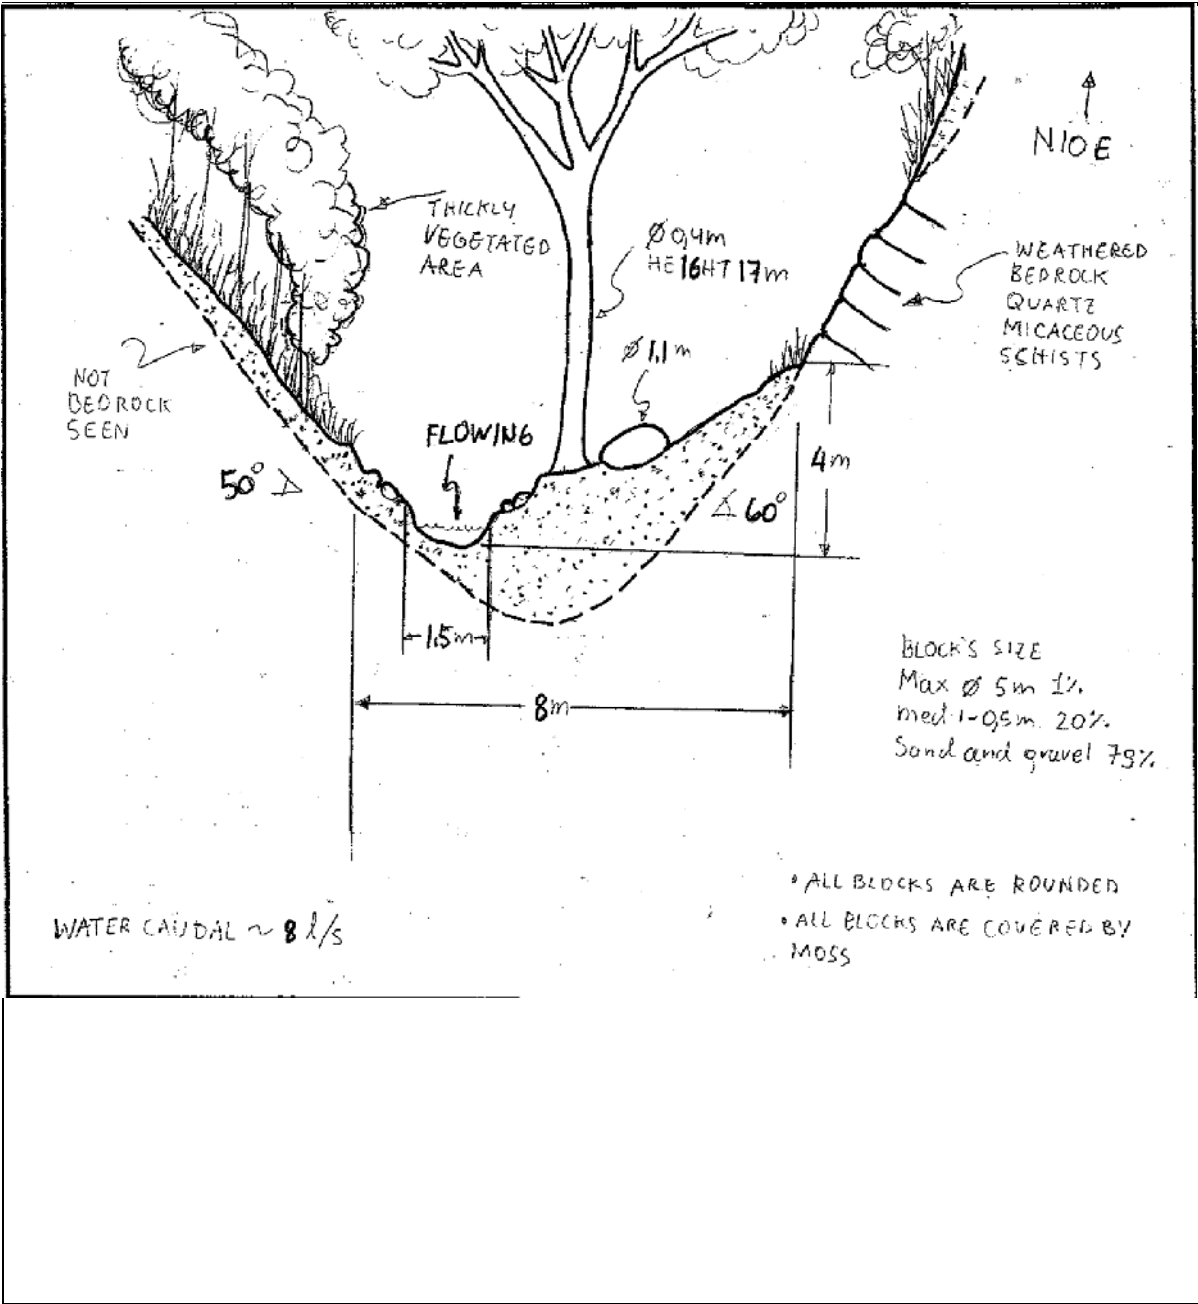 N10E
THICKLY
VEGETATED
AREA
Ø 0,4m
HEIGHT 17m
WEATHERED
BEDROCK
QUARTZ
MICACEOUS
SCHISTS
Ø 1,1m
NOT
BEDROCK
SEEN
FLOWING
50°
4m
60°
1.5m
8m
BLOCK'S SIZE
Max Ø 5m 1%
med 1-0,5m 20%
Sand and gravel 79%
• ALL BLOCKS ARE ROUNDED
• ALL BLOCKS ARE COVERED BY
MOSS
WATER CAUDAL ~ 8 l/s